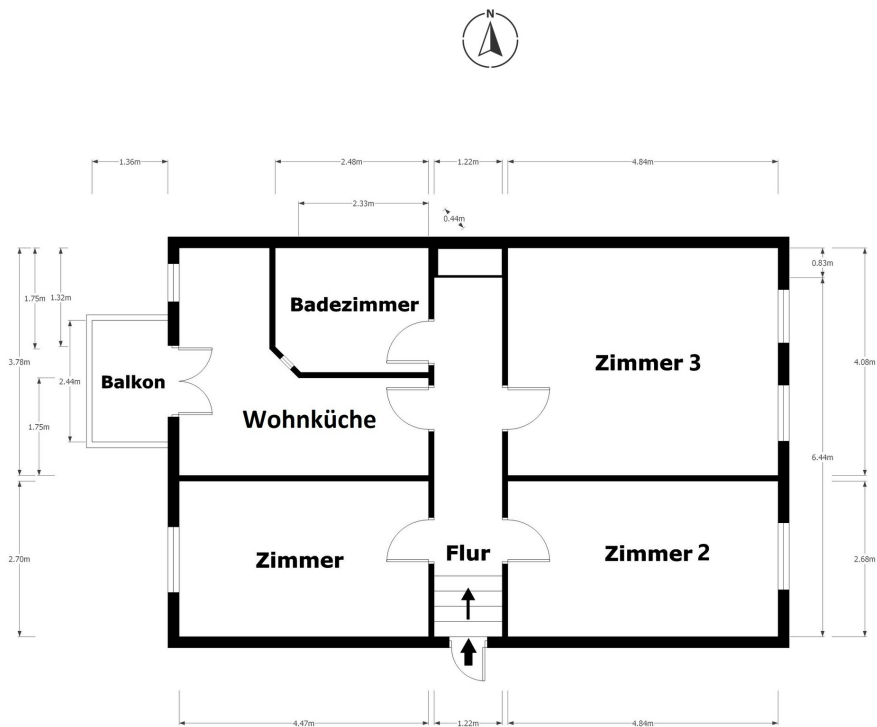 N
1.36m
2.48m
1.22m
4.84m
2.33m
0.44m
0.83m
1.75m
1.32m
Badezimmer
3.78m
Zimmer 3
4.08m
Balkon
2.44m
Wohnküche
1.75m
6.44m
Zimmer
Flur
Zimmer 2
2.70m
2.68m
4.47m
1.22m
4.84m